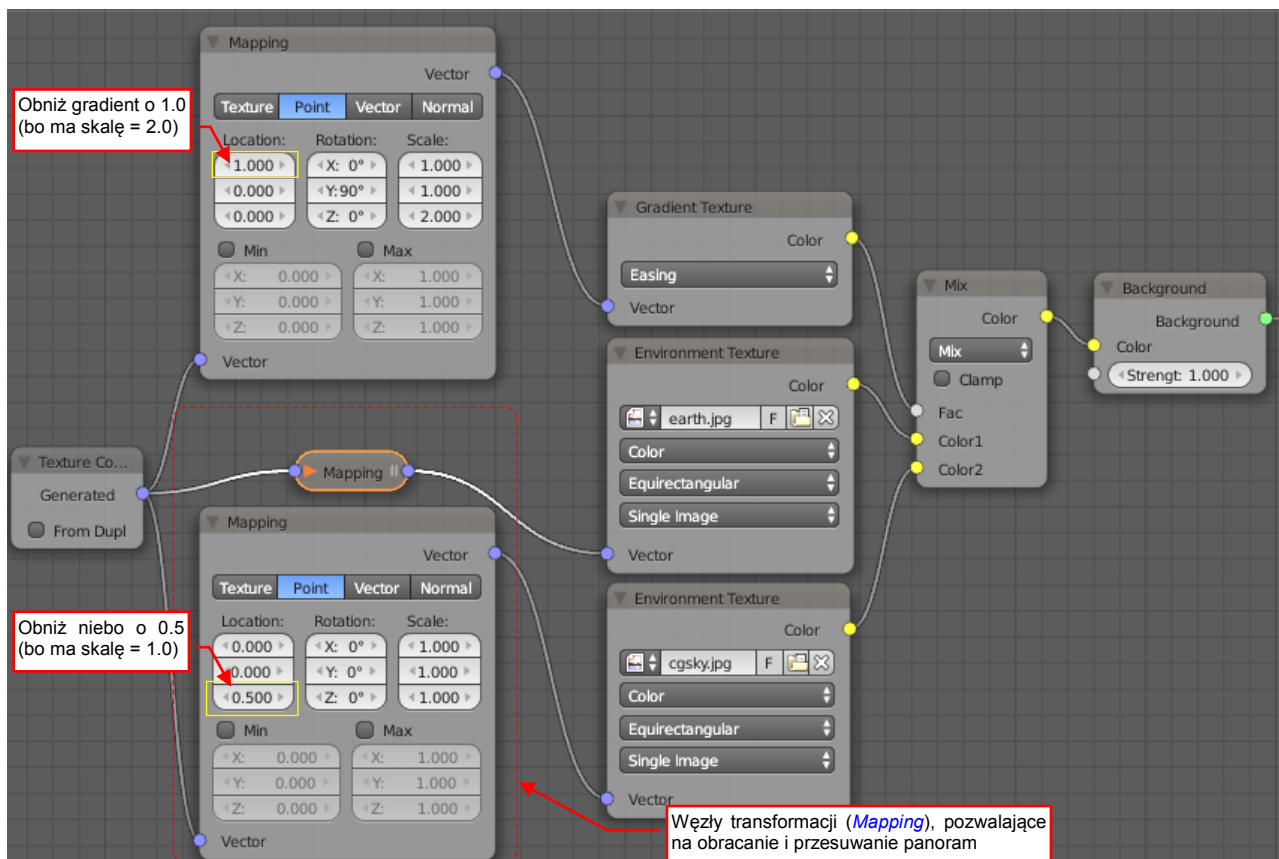 Mapping
Vector
Texture Point Vector Normal
Location: Rotation: Scale:
1.000 X: 0° 1.000
0.000 Y:90° 1.000
0.000 Z: 0° 2.000
Min Max
X: 0.000 X: 1.000
Y: 0.000 Y: 1.000
Z: 0.000 Z: 1.000
Vector
Obniż gradient o 1.0
(bo ma skalę = 2.0)
Texture Co...
Generated
From Dupl
Mapping
Mapping
Vector
Texture Point Vector Normal
Location: Rotation: Scale:
0.000 X: 0° 1.000
0.000 Y: 0° 1.000
0.500 Z: 0° 1.000
Min Max
X: 0.000 X: 1.000
Y: 0.000 Y: 1.000
Z: 0.000 Z: 1.000
Vector
Obniż niebo o 0.5
(bo ma skalę = 1.0)
Gradient Texture
Color
Easing
Vector
Environment Texture
Color
earth.jpg F
Color
Equirectangular
Single Image
Vector
Environment Texture
Color
cgsky.jpg F
Color
Equirectangular
Single Image
Vector
Węzły transformacji (Mapping), pozwalające
na obracanie i przesuwanie panoram
Mix
Color
Mix
Clamp
Fac
Color1
Color2
Background
Background
Color
Strengt: 1.000